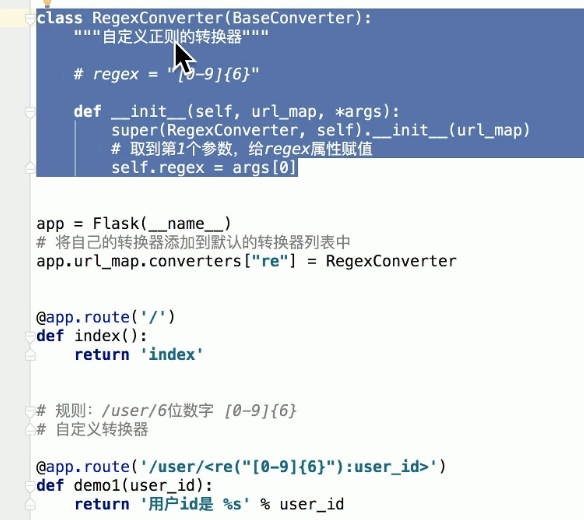 class RegexConverter(BaseConverter):
"""自定义正则的转换器"""
# regex = "[0-9]{6}"
def __init__(self, url_map, *args):
super(RegexConverter, self).__init__(url_map)
# 取到第1个参数，给regex属性赋值
self.regex = args[0]
app = Flask(__name__)
# 将自己的转换器添加到默认的转换器列表中
app.url_map.converters["re"] = RegexConverter
@app.route('/')
def index():
return 'index'
# 规则：/user/6位数字 [0-9]{6}
# 自定义转换器
@app.route('/user/<re("[0-9]{6}"):user_id>')
def demo1(user_id):
return '用户id是 %s' % user_id